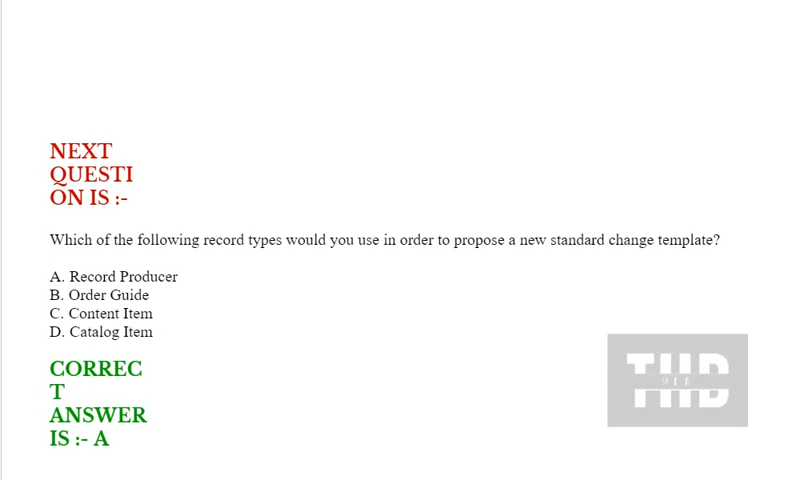 NEXT
QUESTI
ON IS :-
Which of the following record types would you use in order to propose a new standard change template?
A. Record Producer
B. Order Guide
C. Content Item
D. Catalog Item
CORREC
T
ANSWER
IS :- A
THD